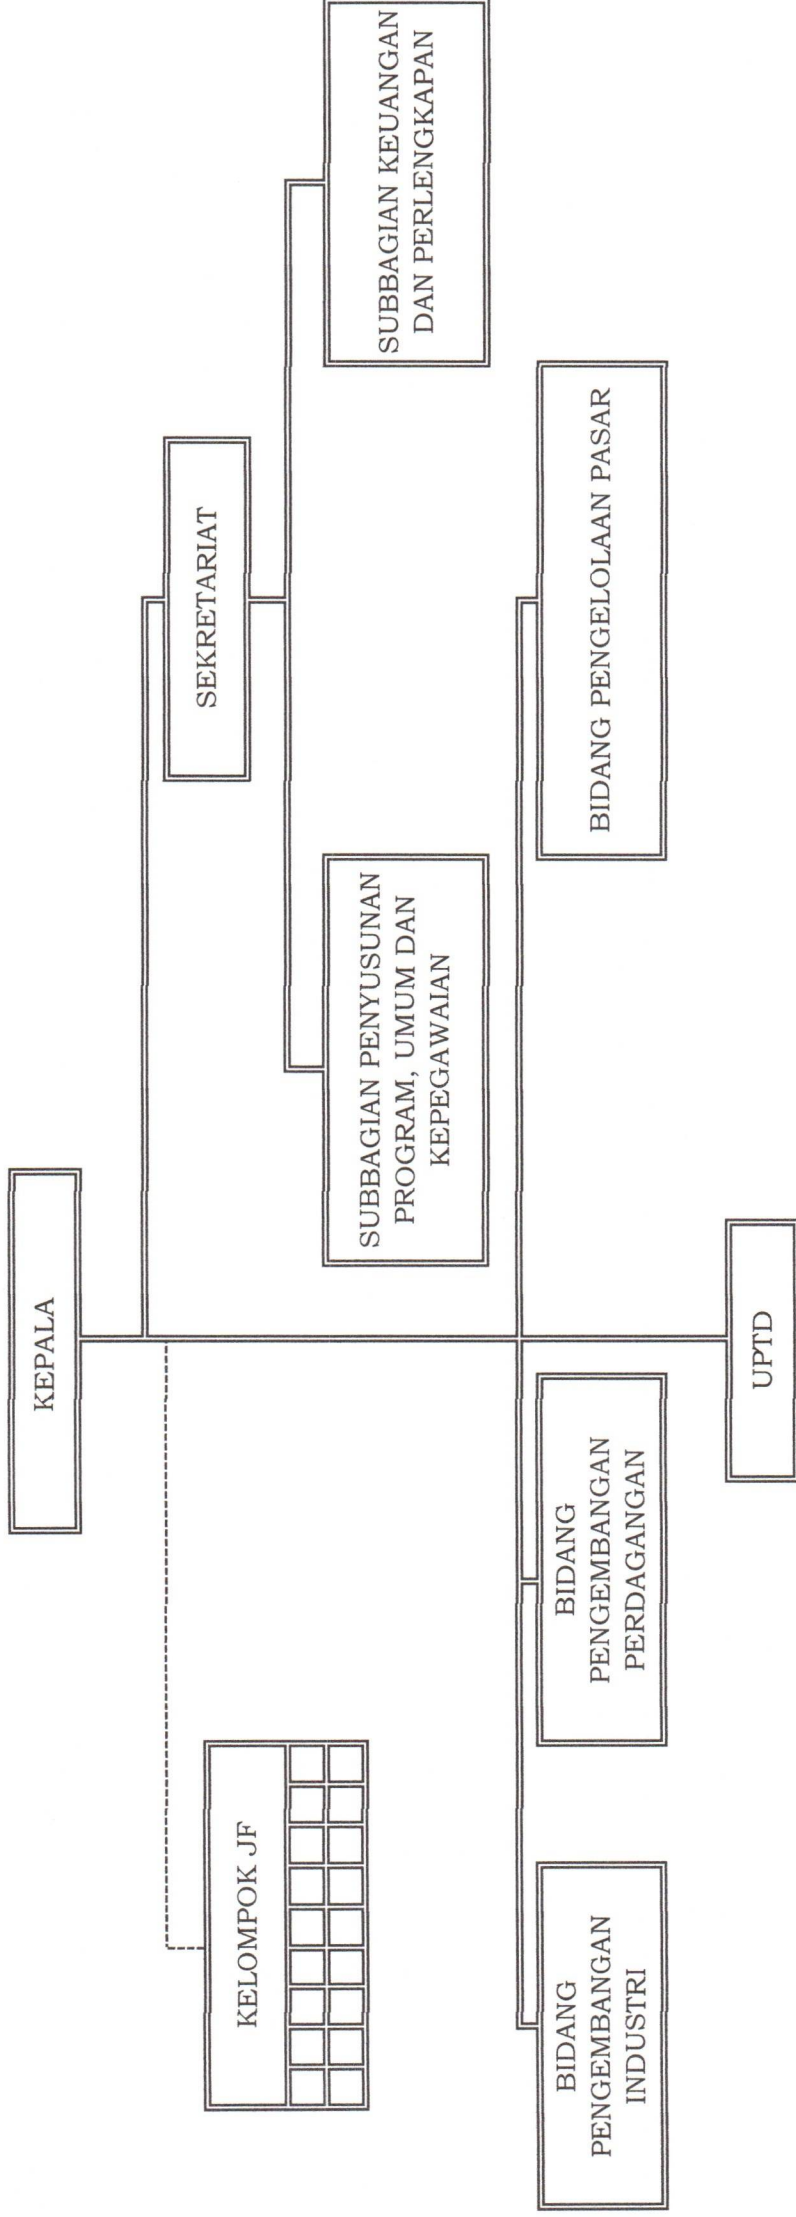 KEPALA
SEKRETARIAT
KELOMPOK JF
SUBBAGIAN PENYUSUNAN
PROGRAM, UMUM DAN
KEPEGAWAIAN
SUBBAGIAN KEUANGAN
DAN PERLENGKAPAN
BIDANG
PENGEMBANGAN
INDUSTRI
BIDANG
PENGEMBANGAN
PERDAGANGAN
BIDANG PENGELOLAAN PASAR
UPTD